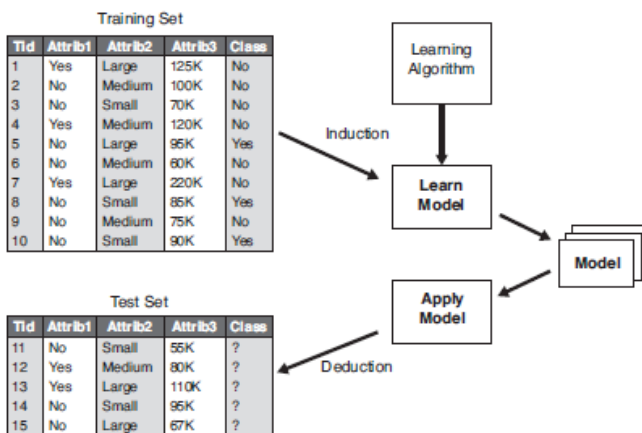 Training Set
Tid Attrib1 Attrib2 Attrib3 Class
1 Yes Large 125K No
2 No Medium 100K No
3 No Small 70K No
4 Yes Medium 120K No
5 No Large 95K Yes
6 No Medium 60K No
7 Yes Large 220K No
8 No Small 85K Yes
9 No Medium 75K No
10 No Small 90K Yes
Learning
Algorithm
Induction
Learn
Model
Model
Apply
Model
Deduction
Test Set
Tid Attrib1 Attrib2 Attrib3 Class
11 No Small 55K ?
12 Yes Medium 80K ?
13 Yes Large 110K ?
14 No Small 95K ?
15 No Large 67K ?